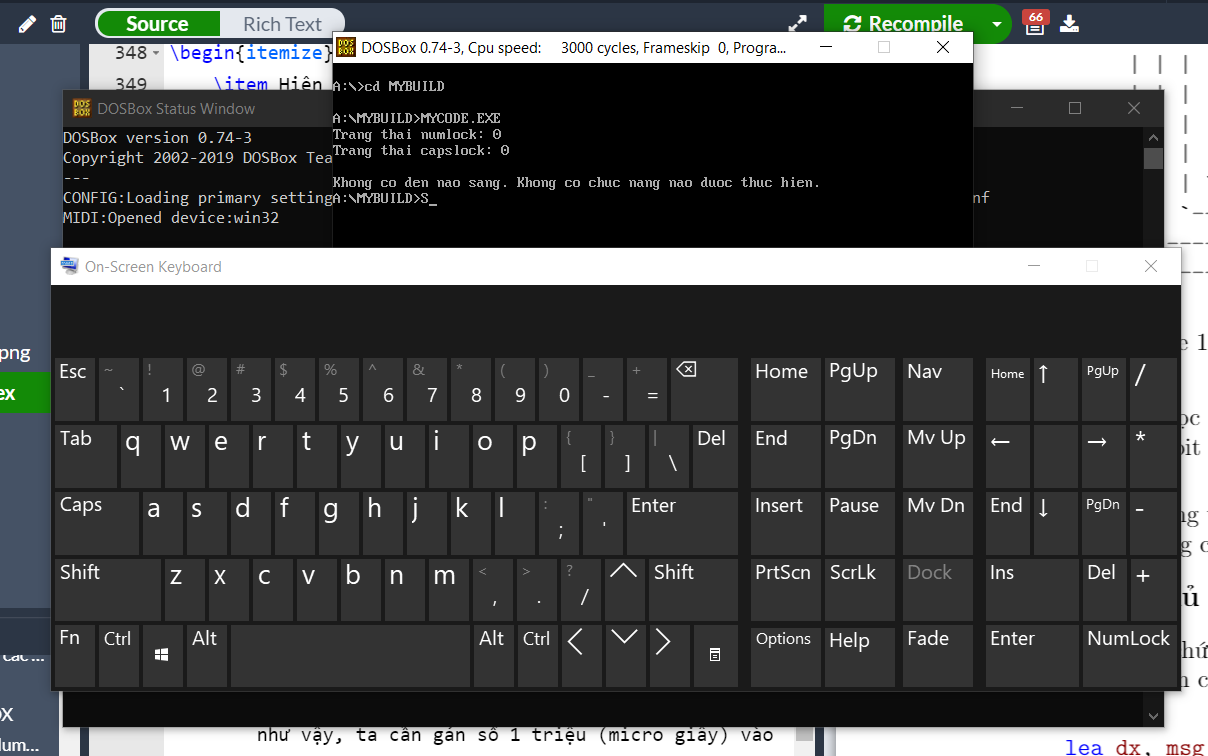 Source
Rich Text
Recompile
66
348
\begin{itemize}
349
\item Hiện
DOSBox 0.74-3, Cpu speed: 3000 cycles, Frameskip 0, Progra...
A:\>cd MYBUILD
A:\MYBUILD>MYCODE.EXE
Trang thai numlock: 0
Trang thai capslock: 0
Khong co den nao sang. Khong co chuc nang nao duoc thuc hien.
A:\MYBUILD>S_
DOSBox Status Window
DOSBox version 0.74-3
Copyright 2002-2019 DOSBox Tea
---
CONFIG:Loading primary setting
nf
MIDI:Opened device:win32
On-Screen Keyboard
Esc ~ ` ! 1 @ 2 # 3 $ 4 % 5 ^ 6 & 7 * 8 ( 9 ) 0 _ - + = Home PgUp Nav Home ↑ PgUp /
Tab q w e r t y u i o p { [ } ] | \ Del End PgDn Mv Up ← → *
Caps a s d f g h j k l : ; " ' Enter Insert Pause Mv Dn End ↓ PgDn -
Shift z x c v b n m < , > . ? / Shift PrtScn ScrLk Dock Ins Del +
Fn Ctrl Alt Alt Ctrl Options Help Fade Enter NumLock
png
ex
các ...
OX
lum...
e 1
ọc
bit
ng
g c
ủ
hứ
n c
như vậy, ta cần gán số 1 triệu (micro giây) vào
lea dx, msg